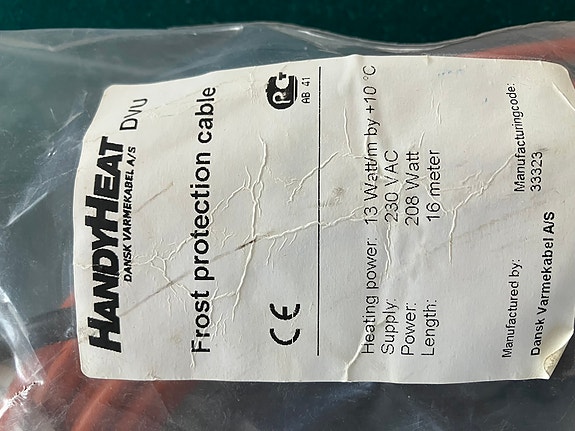 HANDYHEAT DVU
DANSK VARMEKABEL A/S
Frost protection cable
CE
AB 41
Heating power: 13 Watt/m by +10 °C
Supply: 230 VAC
Power: 208 Watt
Length: 16 meter
Manufactured by:
Dansk Varmekabel A/S
Manufacturingcode:
33323